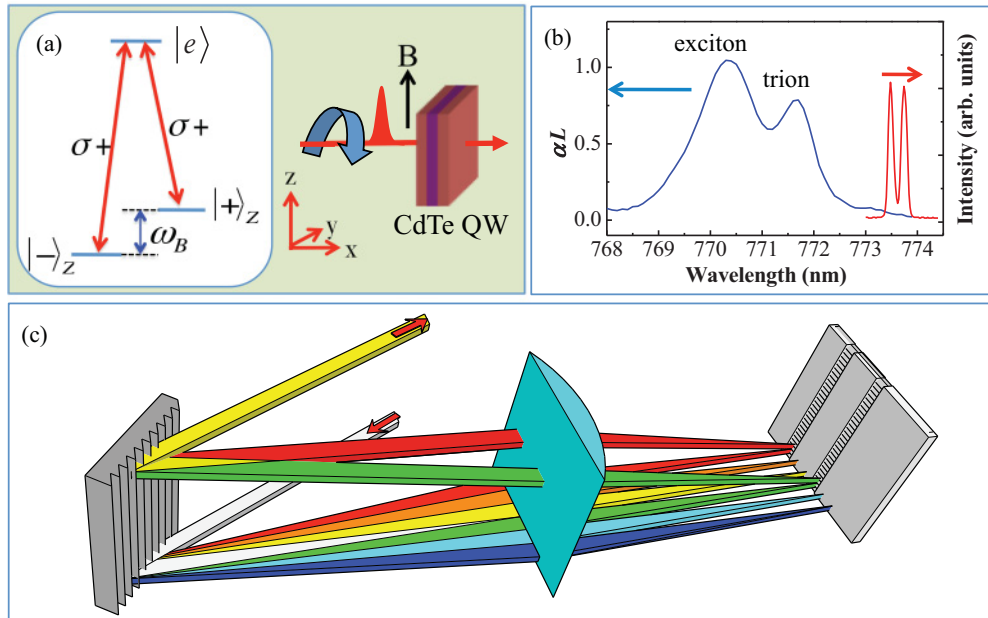 (a)
|e⟩
σ+
σ+
|+⟩z
ωB
|−⟩z
B
z
y
x
CdTe QW
(b)
exciton
trion
1.0
0.5
0.0
αL
Intensity (arb. units)
768 769 770 771 772 773 774
Wavelength (nm)
(c)